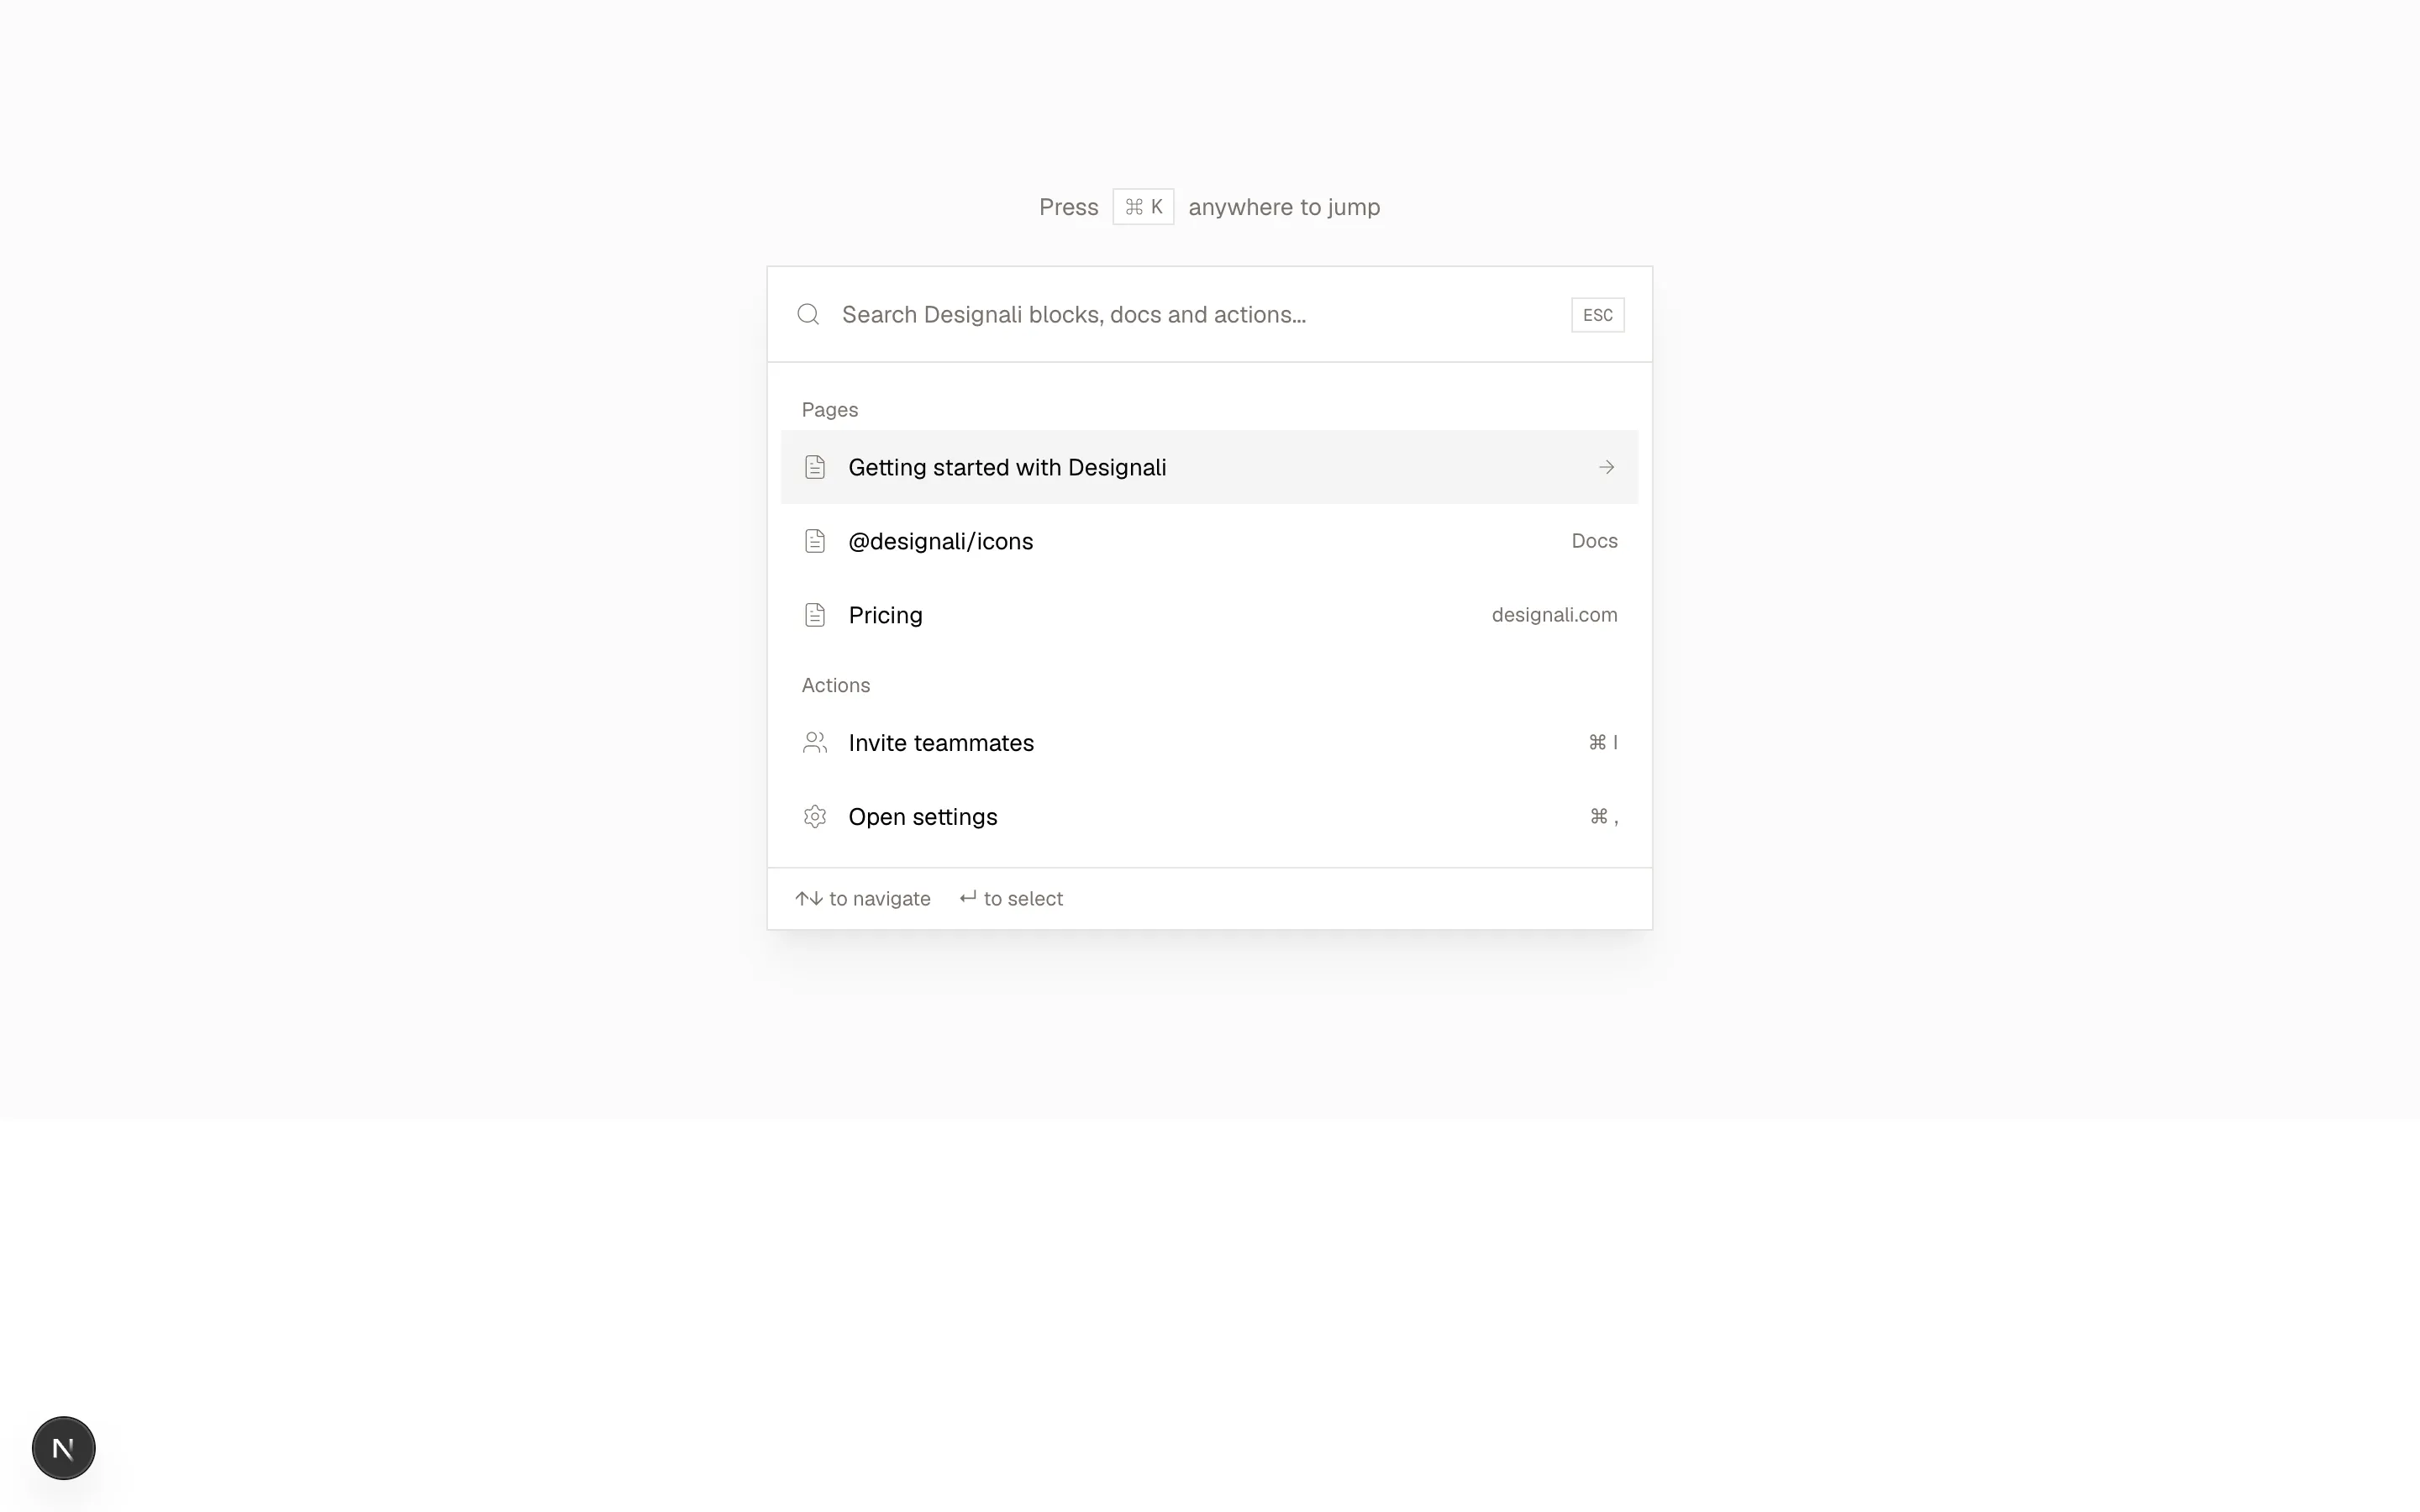 Press ⌘ K anywhere to jump
Search Designali blocks, docs and actions... ESC
Pages
Getting started with Designali →
@designali/icons Docs
Pricing designali.com
Actions
Invite teammates ⌘ I
Open settings ⌘ ,
↑↓ to navigate ↵ to select
N